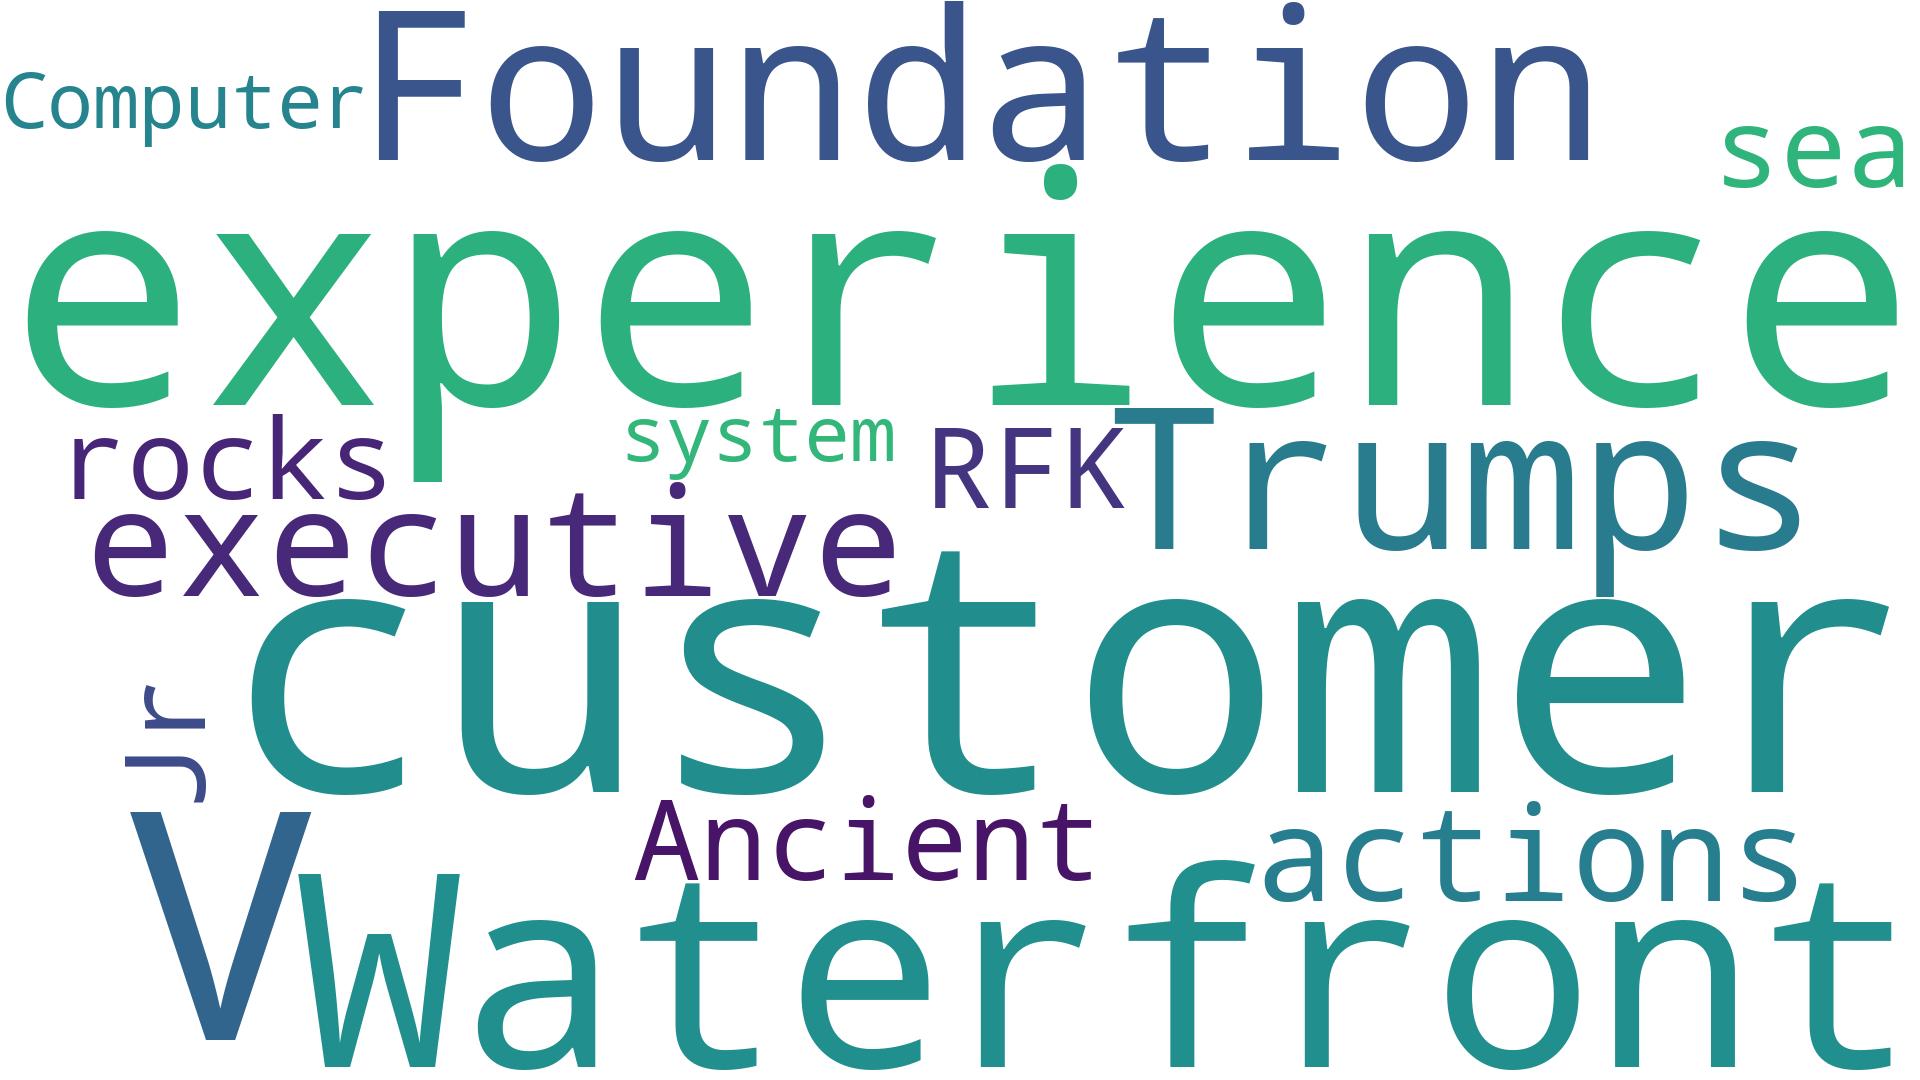 Foundation
Computer
sea
experience
rocks
system
RFK
Trumps
executive
customer
Jr
V
Ancient
actions
Waterfront